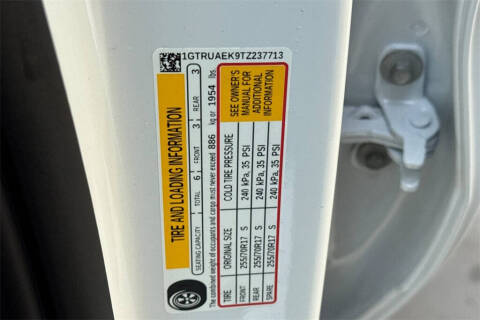 1GTRUAEK9TZ237713
TIRE AND LOADING INFORMATION
SEATING CAPACITY TOTAL 6 FRONT 3 REAR 3
The combined weight of occupants and cargo must never exceed 886 kg or 1954 lbs.
TIRE ORIGINAL SIZE COLD TIRE PRESSURE
FRONT 255/70R17 S 240 kPa, 35 PSI
REAR 255/70R17 S 240 kPa, 35 PSI
SPARE 255/70R17 S 240 kPa, 35 PSI
SEE OWNER'S
MANUAL FOR
ADDITIONAL
INFORMATION